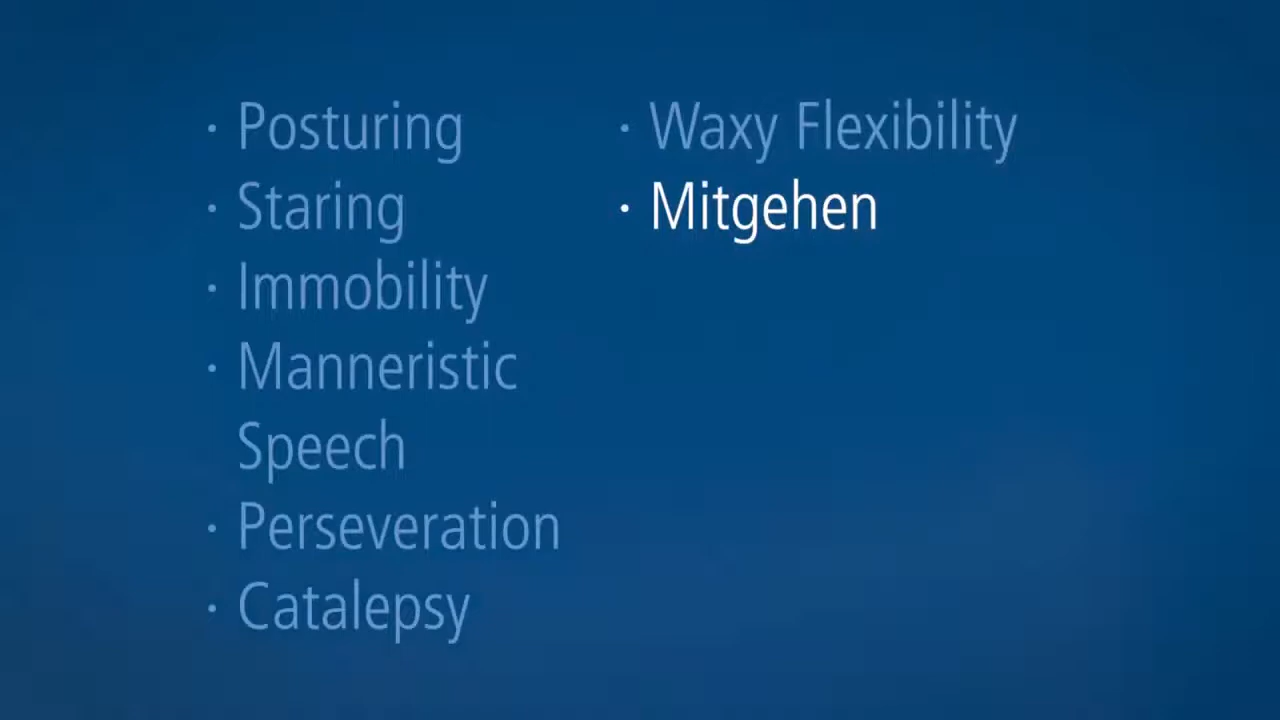 · Posturing
· Staring
· Immobility
· Manneristic
Speech
· Perseveration
· Catalepsy
· Waxy Flexibility
· Mitgehen